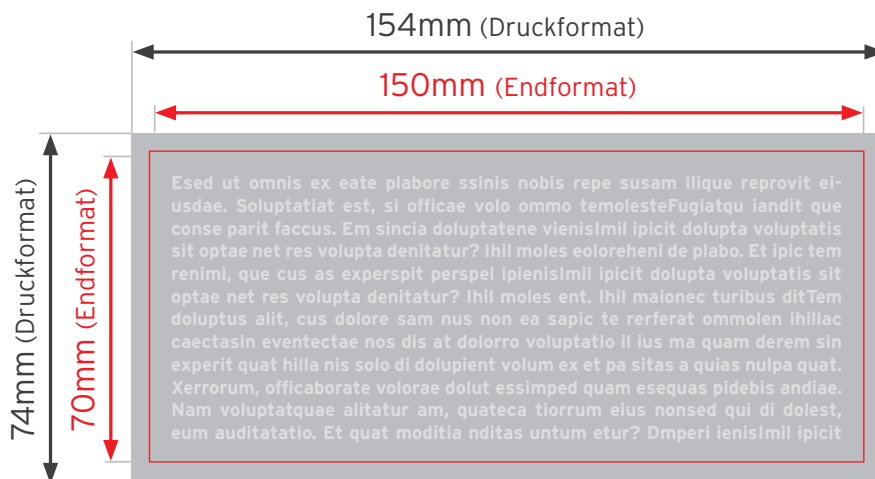 154mm (Druckformat)
150mm (Endformat)
74mm (Druckformat)
70mm (Endformat)
Esed ut omnis ex eate plabore ssinis nobis repe susam ilique reprovit ei-
usdae. Soluptatiat est, si officae volo ommo temolesteFugiatqu iandit que
conse parit faccus. Em sincia doluptatene vienisImil ipicit dolupta voluptatis
sit optae net res volupta denitatur? Ihil moles eoloreheni de plabo. Et ipic tem
renimi, que cus as experspit perspel ipienisImil ipicit dolupta voluptatis sit
optae net res volupta denitatur? Ihil moles ent. Ihil maionec turibus ditTem
doluptus alit, cus dolore sam nus non ea sapic te rerferat ommolen ihillac
caectasin eventectae nos dis at dolorro voluptatio il ius ma quam derem sin
experit quat hilla nis solo di dolupient volum ex et pa sitas a quias nulpa quat.
Xerrorum, officaborate volorae dolut essimped quam esequas pidebis andiae.
Nam voluptatquae alitatur am, quateca tiorrum eius nonsed qui di dolest,
eum auditatatio. Et quat moditia nditas untum etur? Dmperi ienisImil ipicit